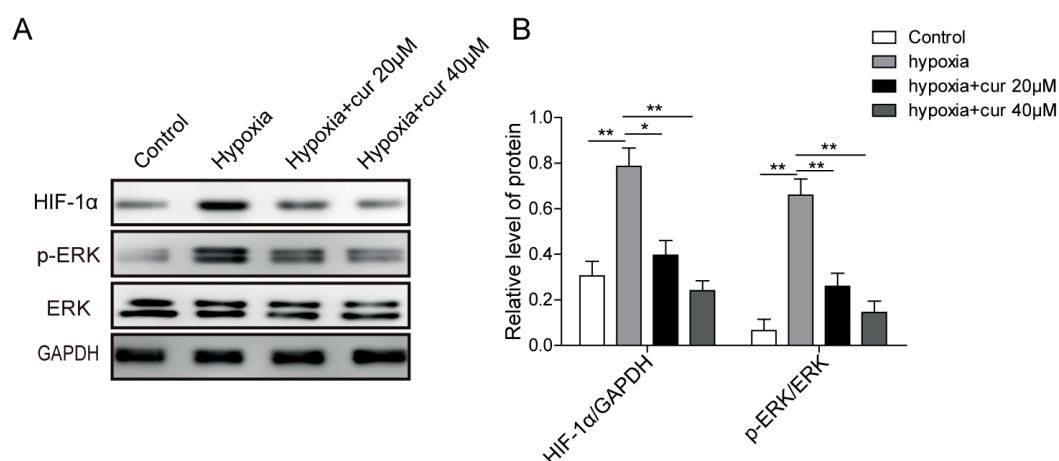 A
Control
Hypoxia
Hypoxia+cur 20μM
Hypoxia+cur 40μM
HIF-1α
p-ERK
ERK
GAPDH
B
Control
hypoxia
hypoxia+cur 20μM
hypoxia+cur 40μM
Relative level of protein
1.0
0.8
0.6
0.4
0.2
0.0
** * **
** ** **
HIF-1α/GAPDH
p-ERK/ERK